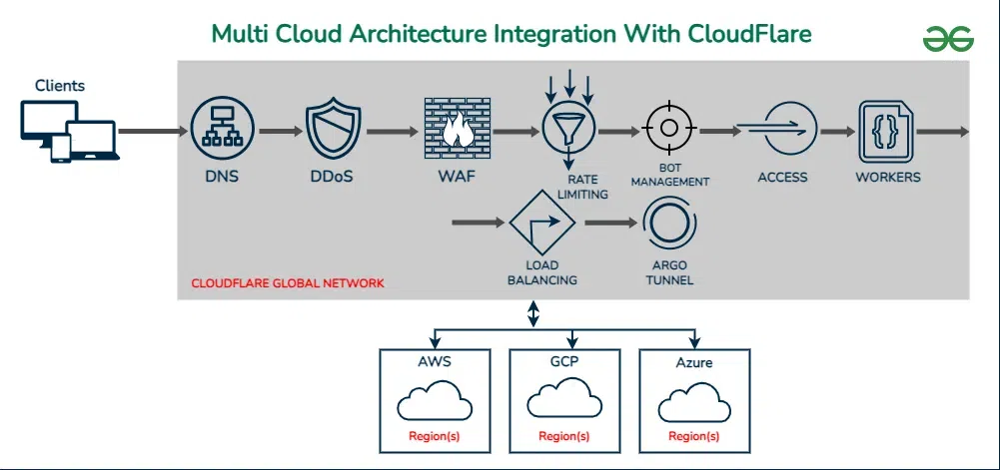 Multi Cloud Architecture Integration With CloudFlare
Clients
DNS
DDoS
WAF
RATE
LIMITING
BOT
MANAGEMENT
ACCESS
WORKERS
LOAD
BALANCING
ARGO
TUNNEL
CLOUDFLARE GLOBAL NETWORK
AWS
GCP
Azure
Region(s)
Region(s)
Region(s)